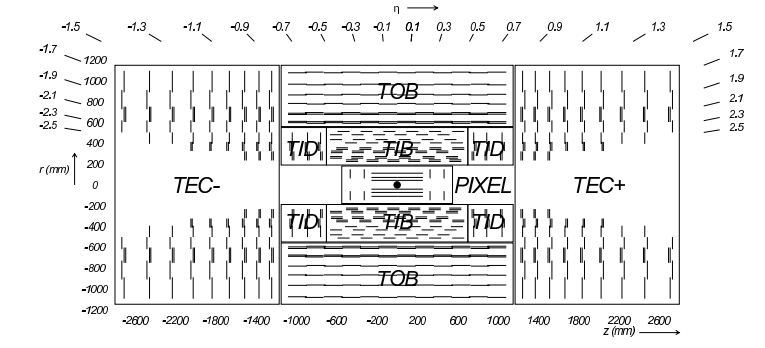 η
-1.5 -1.3 -1.1 -0.9 -0.7 -0.5 -0.3 -0.1 0.1 0.3 0.5 0.7 0.9 1.1 1.3 1.5
-1.7 1200 1.7
-1.9 1000 1.9
TOB
-2.1 800 2.1
-2.3 600 2.3
-2.5 2.5
400
TID TIB TID
r (mm) 200
0 TEC- PIXEL TEC+
-200
-400 TID TIB TID
-600
-800 TOB
-1000
-1200
-2600 -2200 -1800 -1400 -1000 -600 -200 200 600 1000 1400 1800 2200 2600
z (mm)